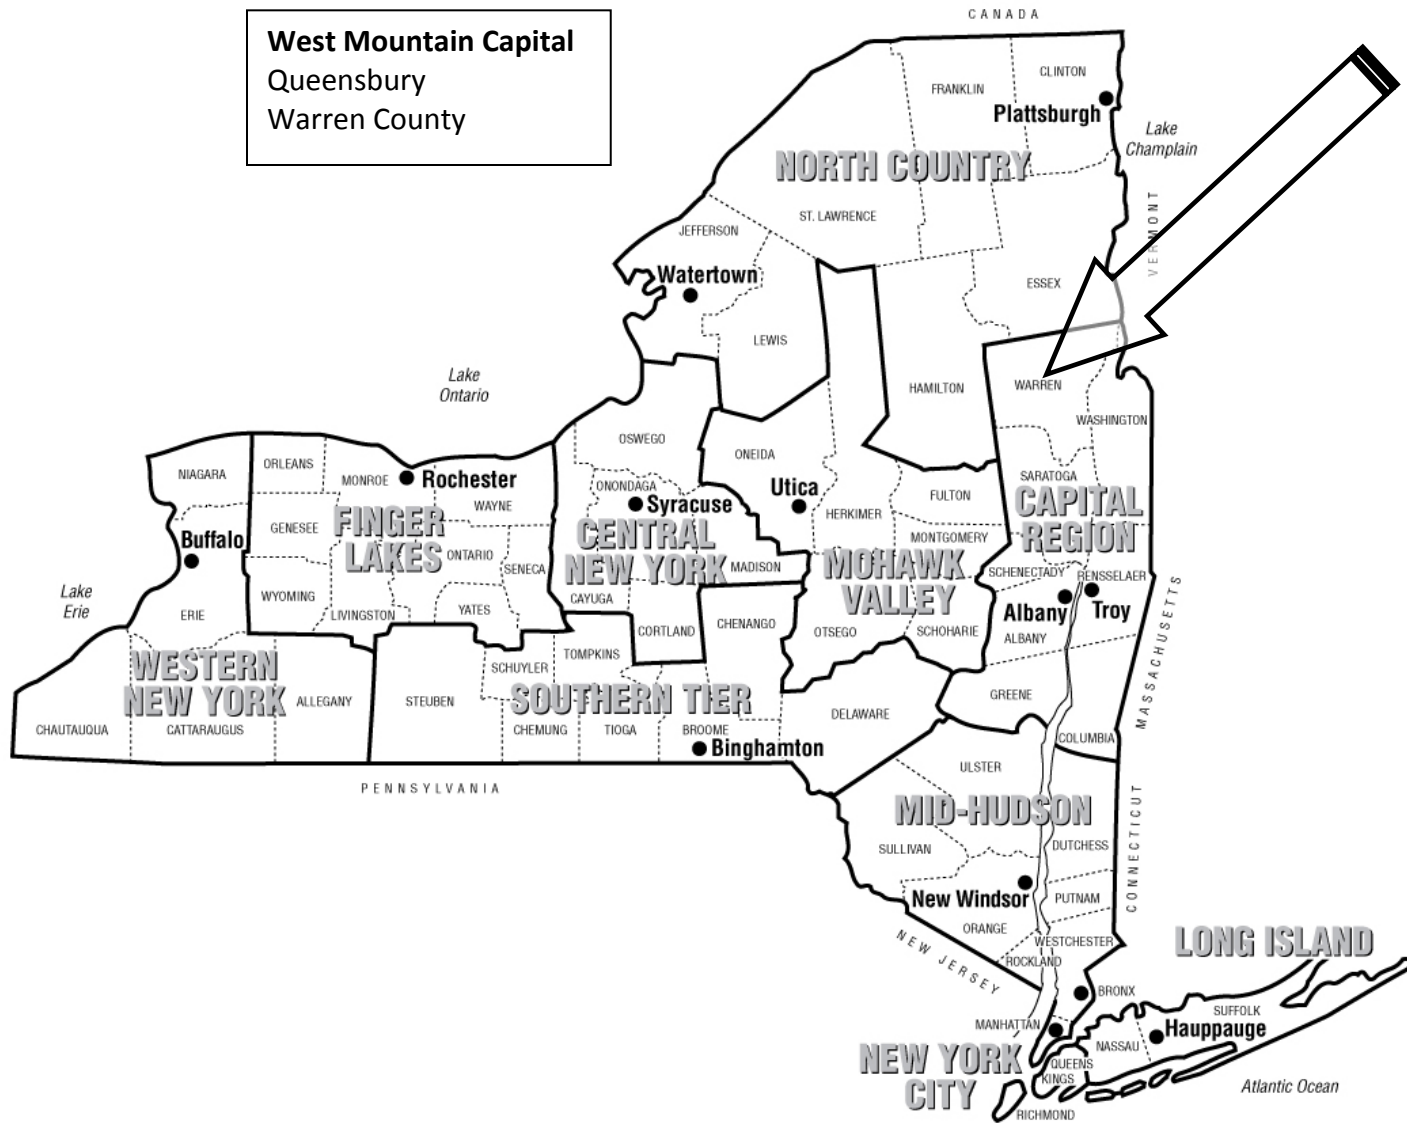 CANADA
West Mountain Capital
Queensbury
Warren County
CLINTON
FRANKLIN
Plattsburgh
Lake
Champlain
NORTH COUNTRY
VERMONT
ST. LAWRENCE
JEFFERSON
Watertown
ESSEX
LEWIS
Lake
Ontario
HAMILTON
WARREN
WASHINGTON
OSWEGO
ONEIDA
NIAGARA
ORLEANS
MONROE
Rochester
WAYNE
ONONDAGA
Syracuse
Utica
HERKIMER
FULTON
SARATOGA
CAPITAL
REGION
Buffalo
GENESEE
FINGER
LAKES
ONTARIO
SENECA
CENTRAL
NEW YORK
MADISON
MOHAWK
VALLEY
MONTGOMERY
SCHENECTADY
RENSSELAER
Lake
Erie
ERIE
WYOMING
LIVINGSTON
YATES
CAYUGA
CORTLAND
CHENANGO
OTSEGO
SCHOHARIE
Albany
ALBANY
Troy
MASSACHUSETTS
WESTERN
NEW YORK
ALLEGANY
STEUBEN
SCHUYLER
TOMPKINS
SOUTHERN TIER
CHAUTAUQUA
CATTARAUGUS
CHEMUNG
TIOGA
BROOME
Binghamton
DELAWARE
GREENE
COLUMBIA
PENNSYLVANIA
ULSTER
MID-HUDSON
SULLIVAN
DUTCHESS
CONNECTICUT
New Windsor
PUTNAM
ORANGE
NEW JERSEY
WESTCHESTER
ROCKLAND
LONG ISLAND
BRONX
MANHATTAN
SUFFOLK
Hauppauge
NASSAU
NEW YORK
CITY
QUEENS
KINGS
RICHMOND
Atlantic Ocean